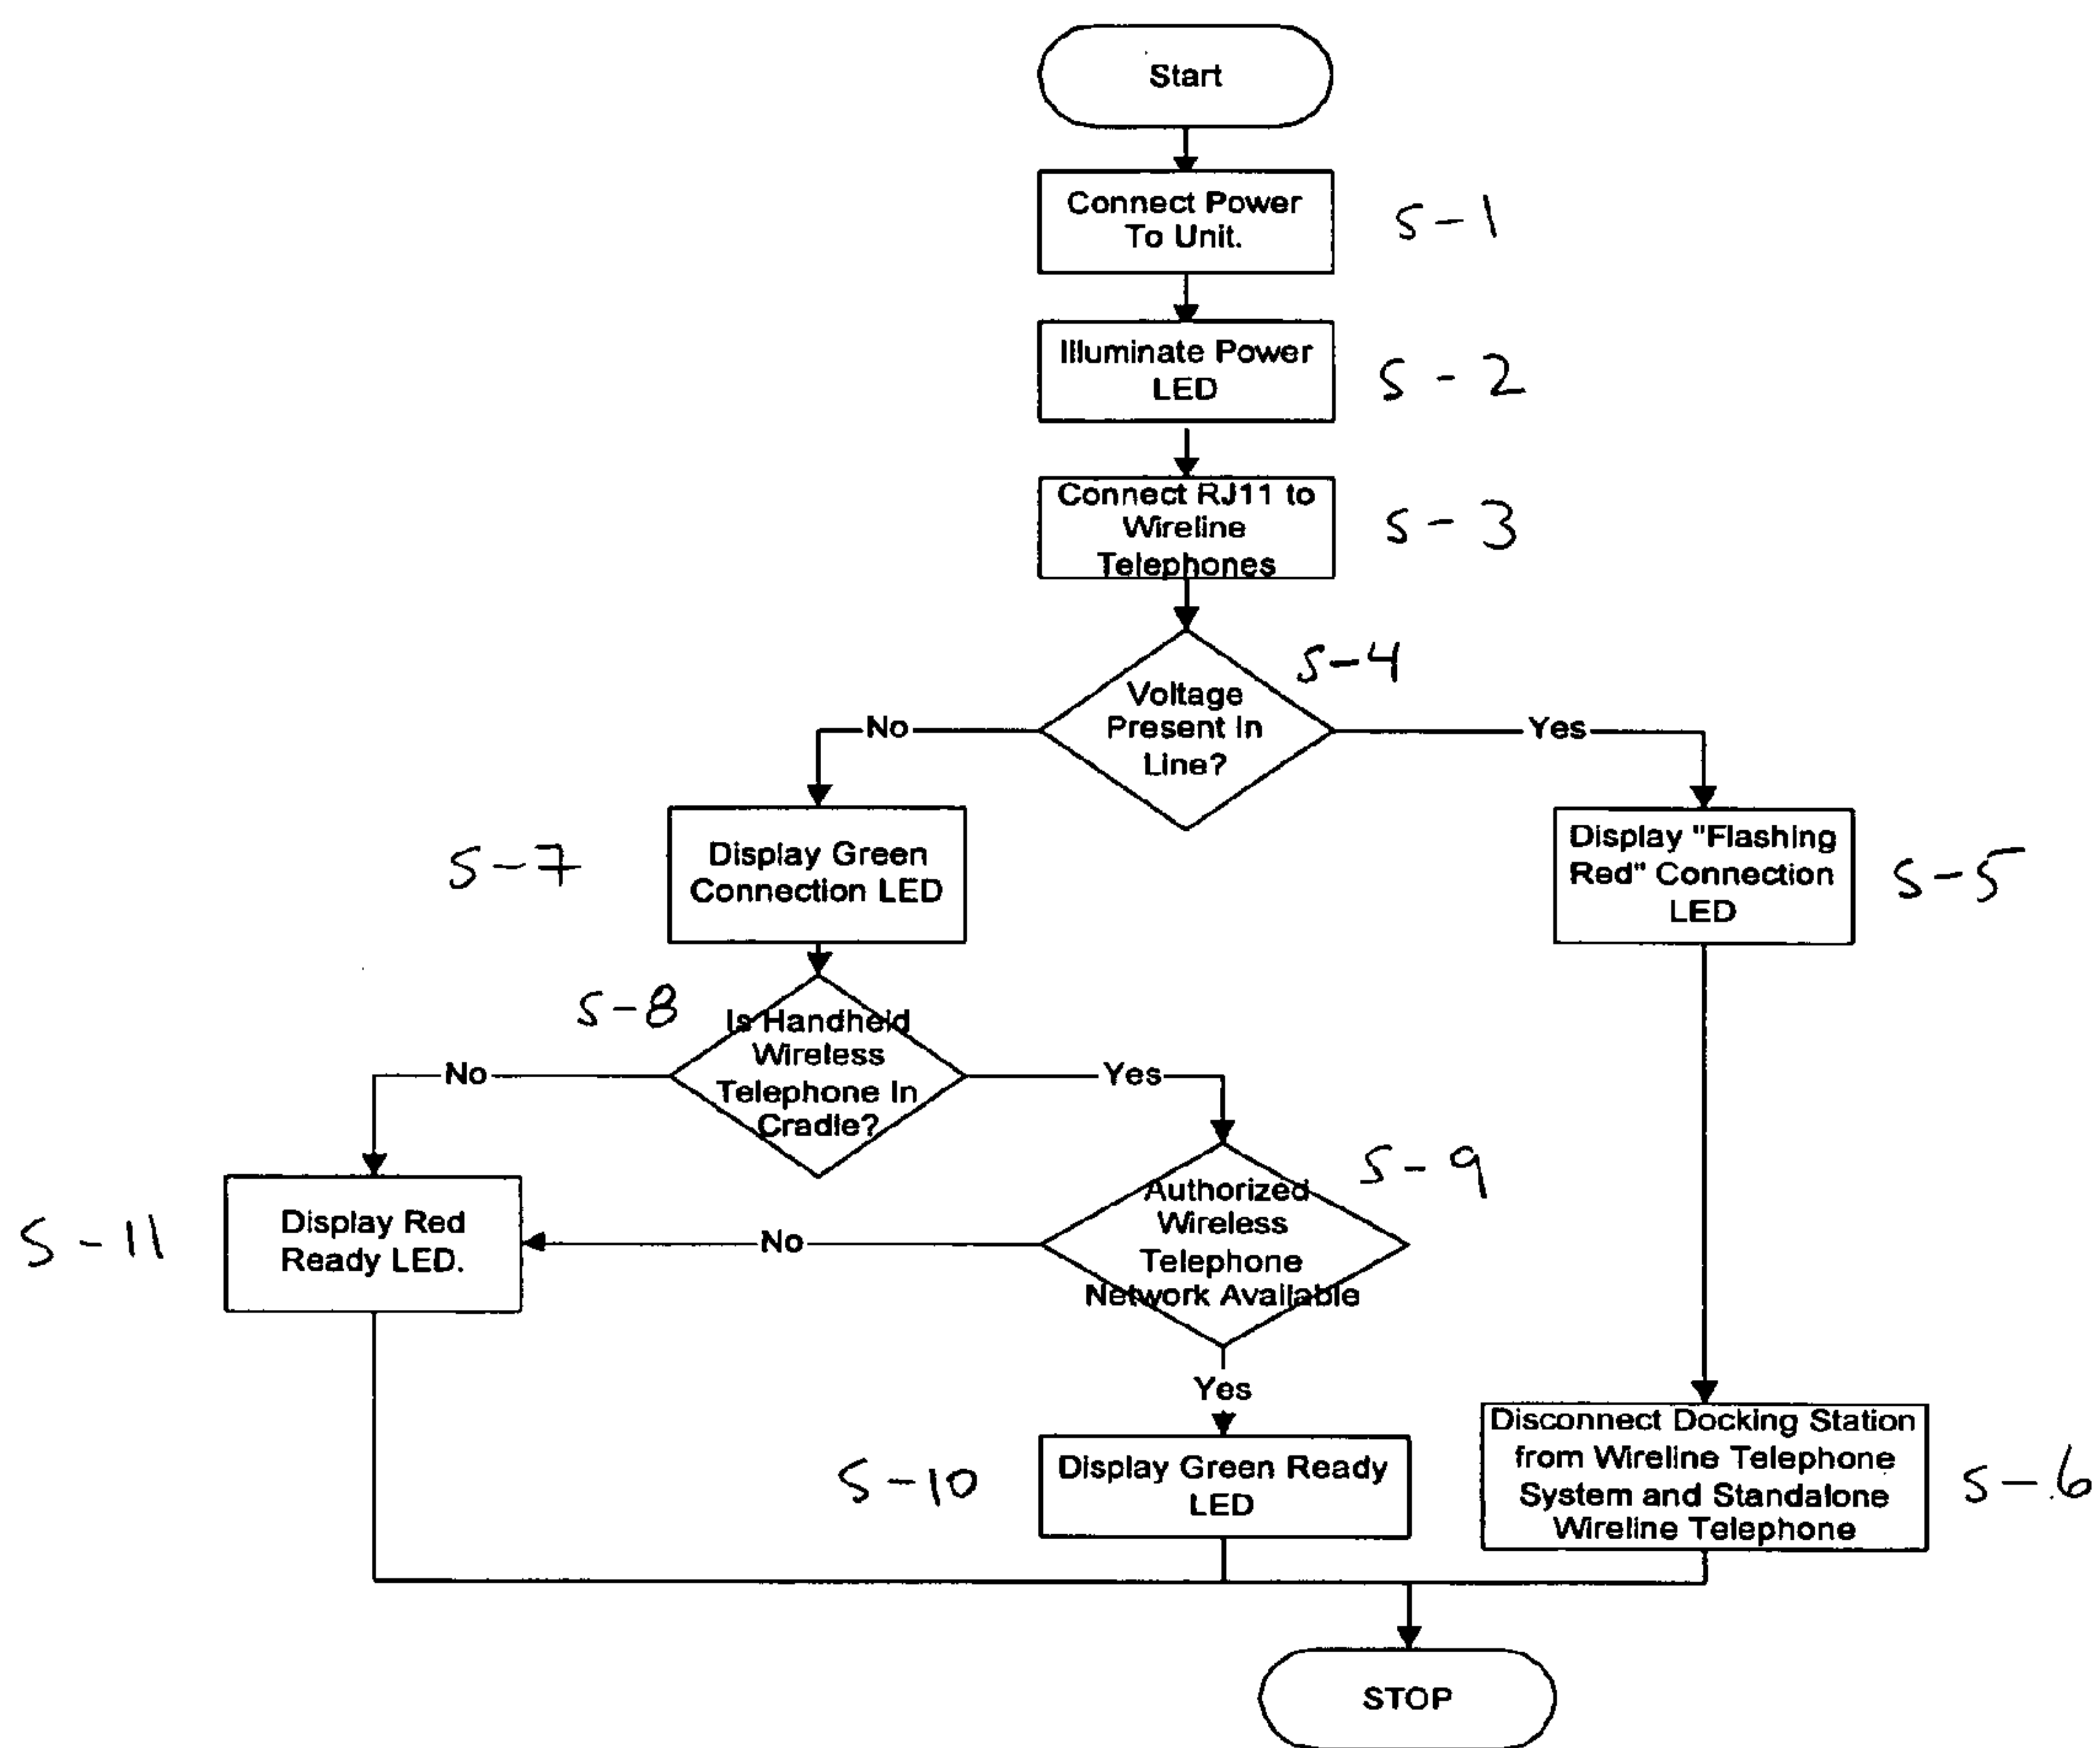 Start
Connect Power
To Unit.
S-1
Illuminate Power
LED
S-2
Connect RJ11 to
Wireline
Telephones
S-3
S-4
Voltage
Present In
Line?
No
Yes
S-7
Display Green
Connection LED
Display "Flashing
Red" Connection
LED
S-5
S-8
Is Handheld
Wireless
Telephone In
Cradle?
No
Yes
S-9
Authorized
Wireless
Telephone
Network Available
S-11
Display Red
Ready LED.
No
Yes
S-10
Display Green Ready
LED
Disconnect Docking Station
from Wireline Telephone
System and Standalone
Wireline Telephone
S-6
STOP